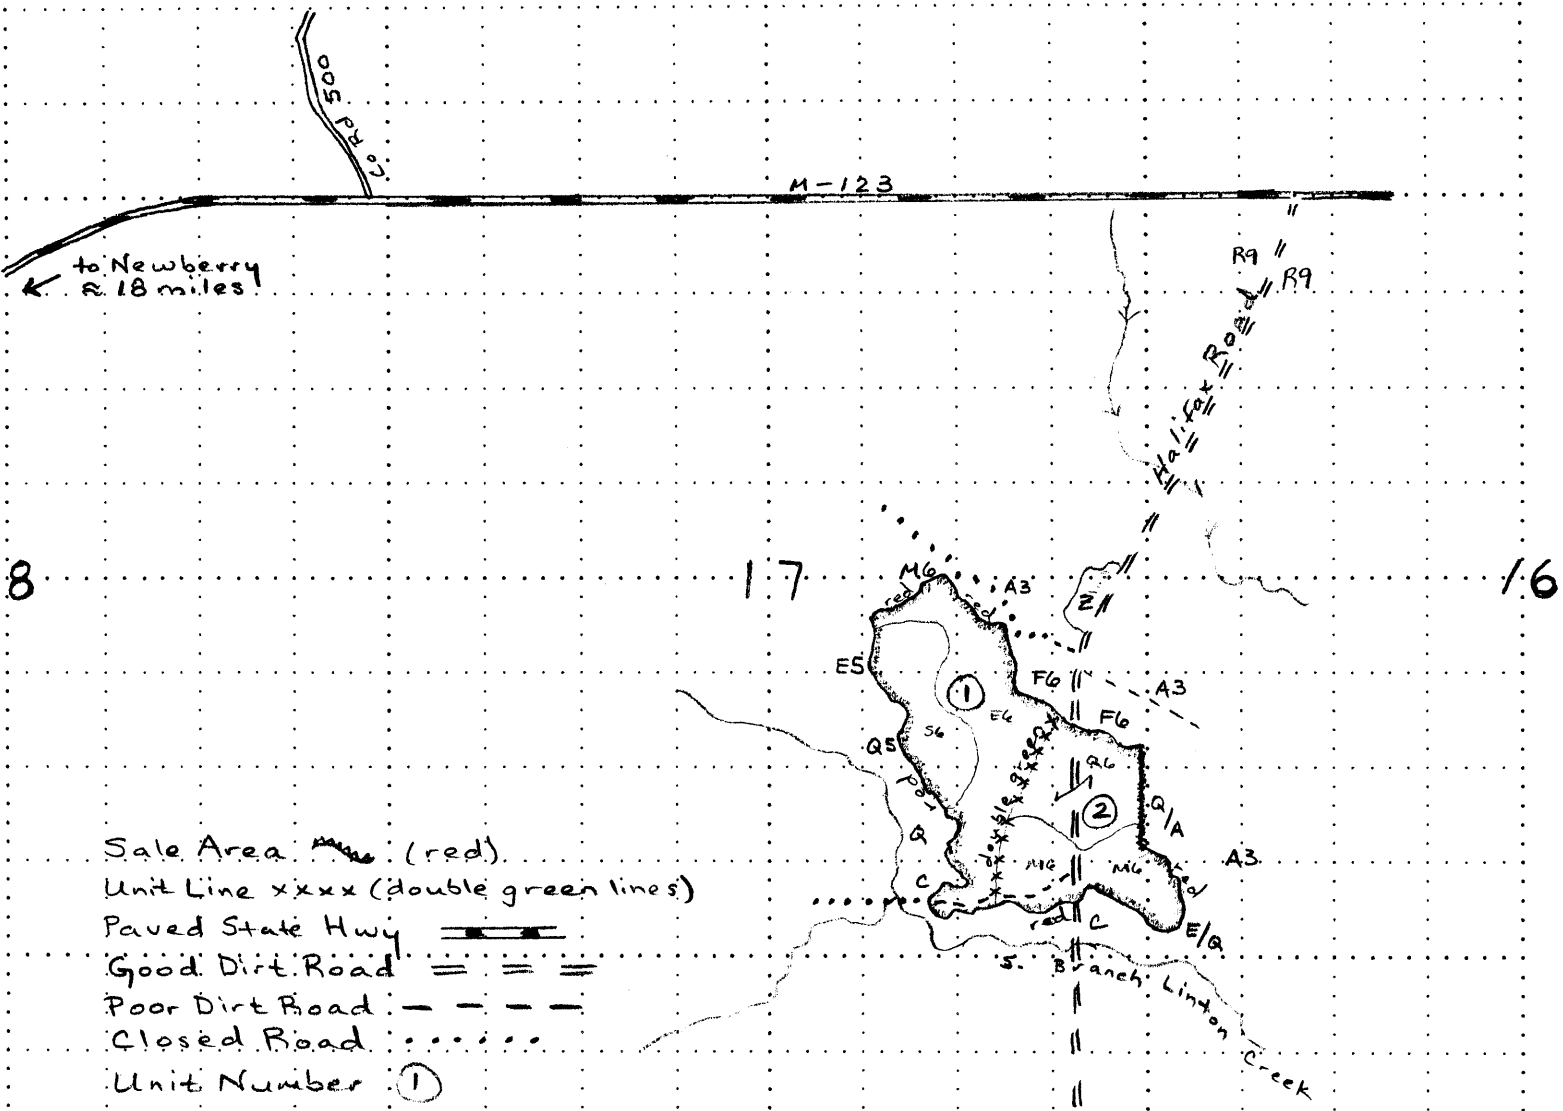 Co Rd 500
M-123
to Newberry
≈ 18 miles
R9
R9
Halifax Road
8
17
16
M6
red
red
A3
Z
E5
F6
A3
1
E6
F6
Q5
S6
double green
Q6
red
2
Q/A
Q
M6
M6
A3
red
C
red
C
E/Q
S. Branch Linton Creek
Sale Area (red)
Unit Line xxxx (double green lines)
Paved State Hwy
Good Dirt Road
Poor Dirt Road
Closed Road
Unit Number 1